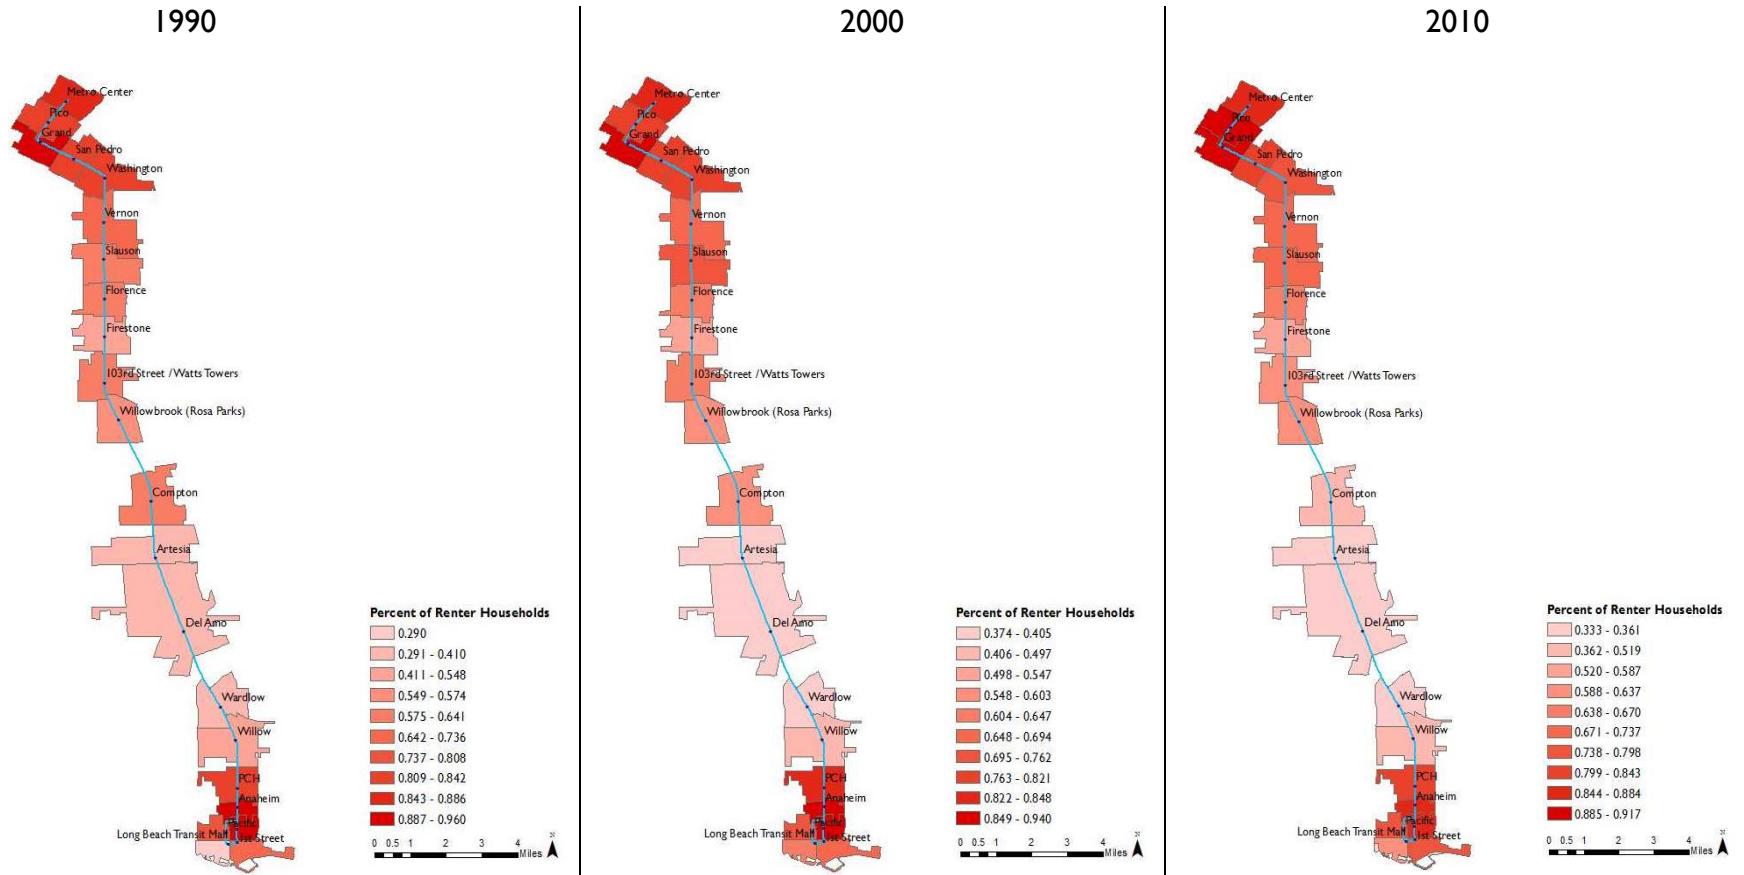 1990
Metro Center
Pico
Grand
San Pedro
Washington
Vernon
Slauson
Florence
Firestone
103rd Street /Watts Towers
Willowbrook (Rosa Parks)
Compton
Artesia
Del Amo
Wardlow
Willow
PCH
Anaheim
Pacific
Long Beach Transit Mall
1st Street
Percent of Renter Households
0.290
0.291 - 0.410
0.411 - 0.548
0.549 - 0.574
0.575 - 0.641
0.642 - 0.736
0.737 - 0.808
0.809 - 0.842
0.843 - 0.886
0.887 - 0.960
0 0.5 1 2 3 4
Miles
2000
Metro Center
Pico
Grand
San Pedro
Washington
Vernon
Slauson
Florence
Firestone
103rd Street /Watts Towers
Willowbrook (Rosa Parks)
Compton
Artesia
Del Amo
Wardlow
Willow
PCH
Anaheim
Pacific
Long Beach Transit Mall
1st Street
Percent of Renter Households
0.374 - 0.405
0.406 - 0.497
0.498 - 0.547
0.548 - 0.603
0.604 - 0.647
0.648 - 0.694
0.695 - 0.762
0.763 - 0.821
0.822 - 0.848
0.849 - 0.940
0 0.5 1 2 3 4
Miles
2010
Metro Center
Pico
Grand
San Pedro
Washington
Vernon
Slauson
Florence
Firestone
103rd Street /Watts Towers
Willowbrook (Rosa Parks)
Compton
Artesia
Del Amo
Wardlow
Willow
PCH
Anaheim
Pacific
Long Beach Transit Mall
1st Street
Percent of Renter Households
0.333 - 0.361
0.362 - 0.519
0.520 - 0.587
0.588 - 0.637
0.638 - 0.670
0.671 - 0.737
0.738 - 0.798
0.799 - 0.843
0.844 - 0.884
0.885 - 0.917
0 0.5 1 2 3 4
Miles